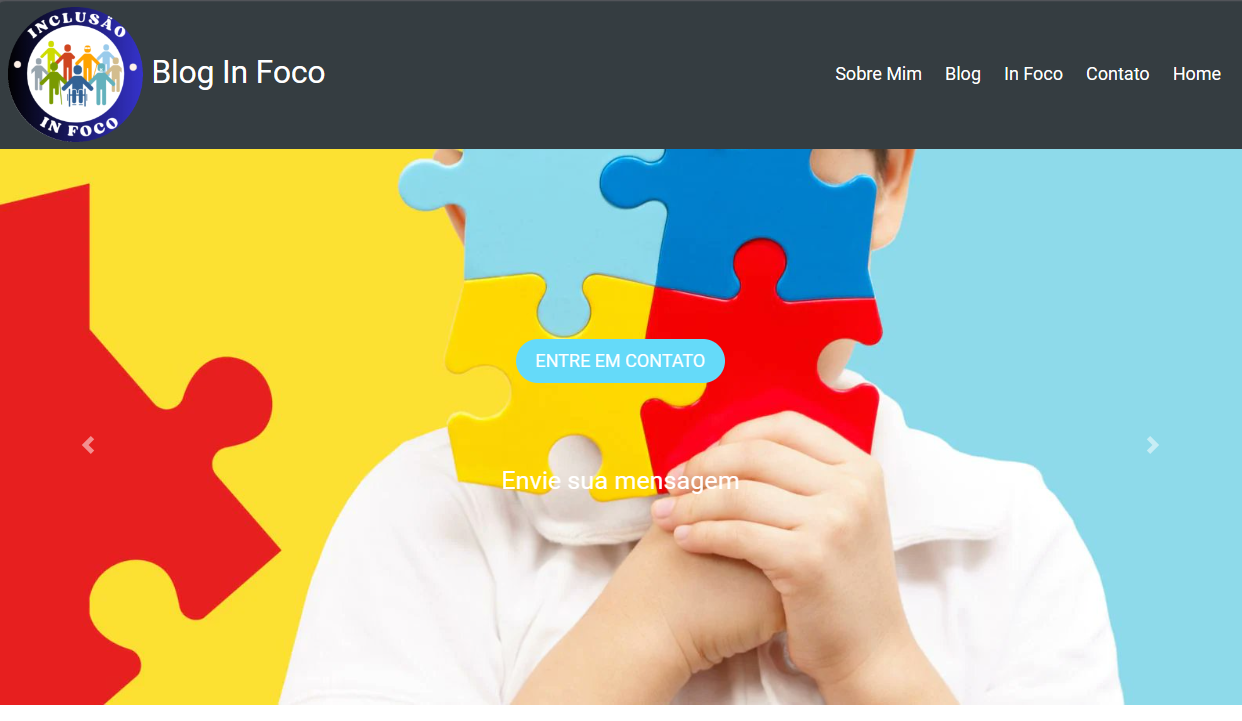 INCLUSÃO
IN FOCO
Blog In Foco
Sobre Mim
Blog
In Foco
Contato
Home
ENTRE EM CONTATO
Envie sua mensagem